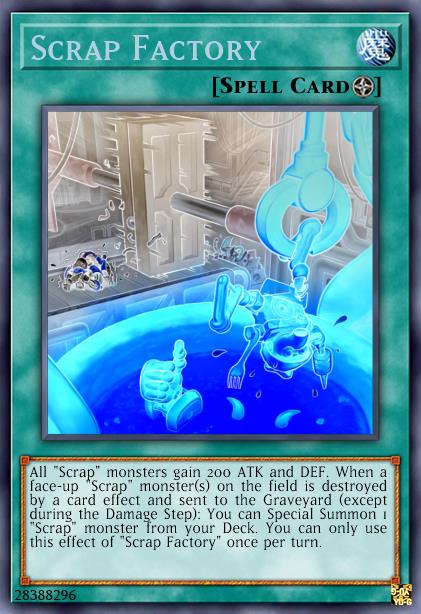 Scrap Factory
[Spell Card]
All "Scrap" monsters gain 200 ATK and DEF. When a
face-up "Scrap" monster(s) on the field is destroyed
by a card effect and sent to the Graveyard (except
during the Damage Step): You can Special Summon 1
"Scrap" monster from your Deck. You can only use
this effect of "Scrap Factory" once per turn.
28388296